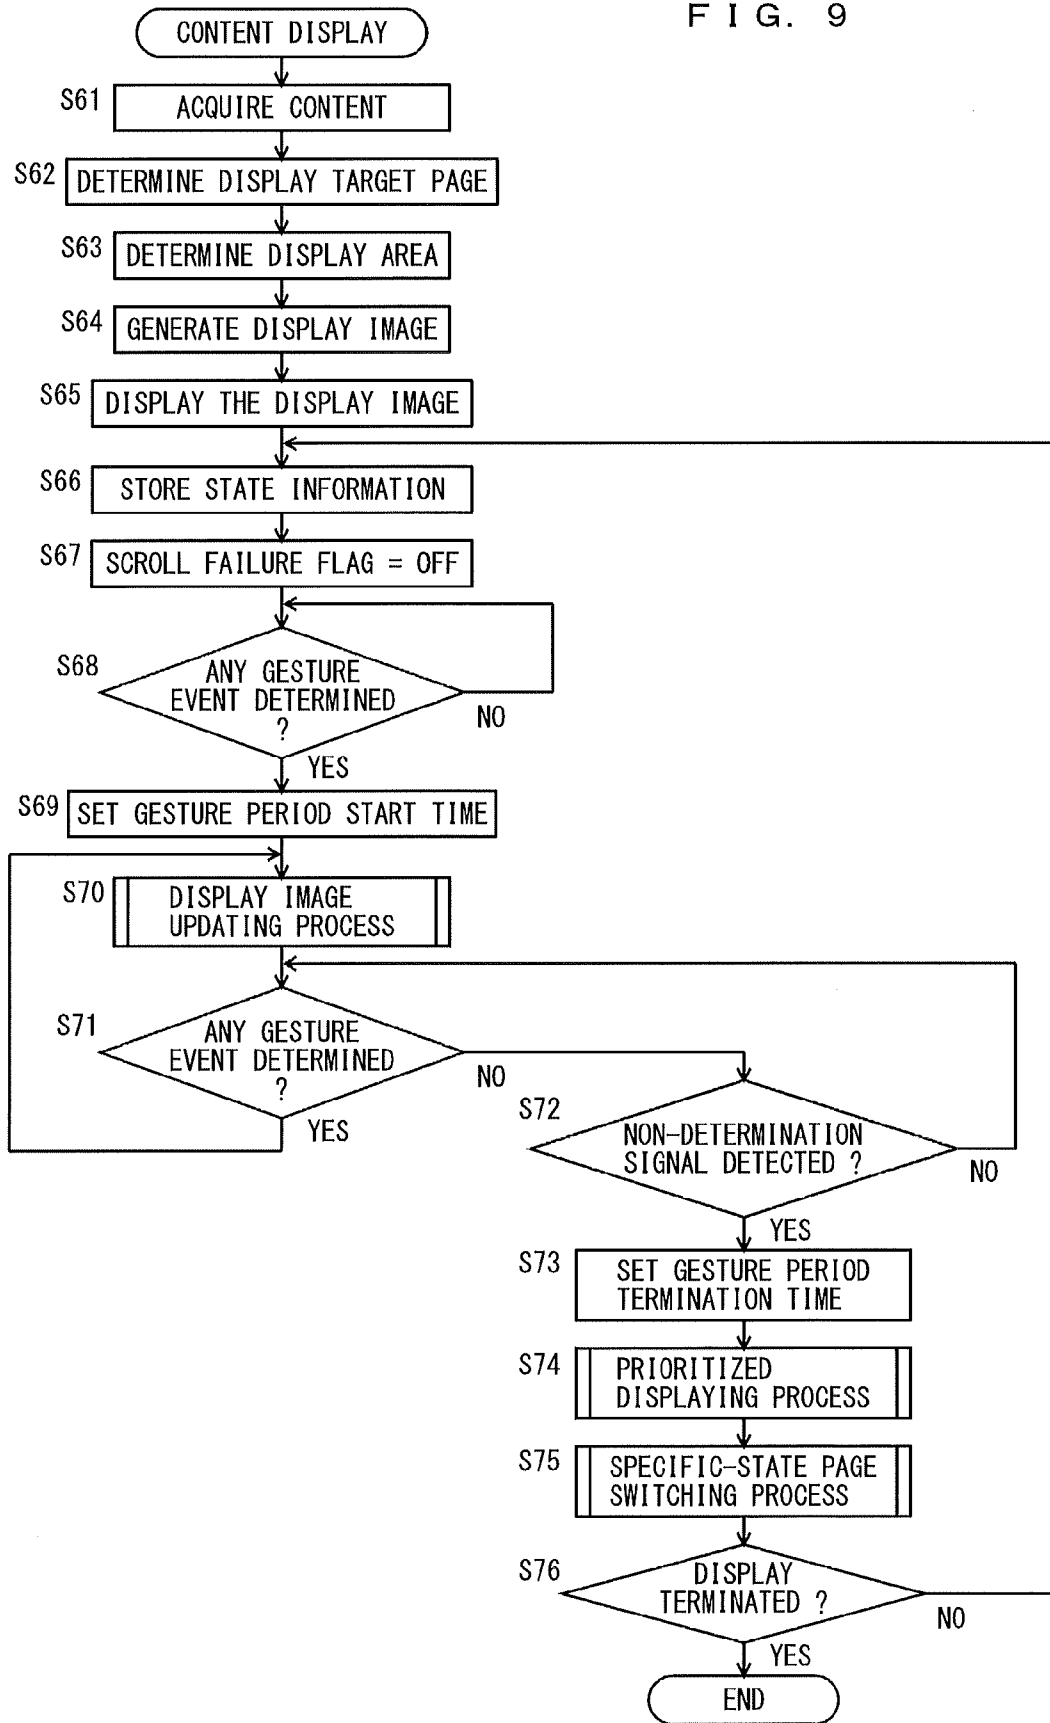 FIG. 9
CONTENT DISPLAY
S61
ACQUIRE CONTENT
S62
DETERMINE DISPLAY TARGET PAGE
S63
DETERMINE DISPLAY AREA
S64
GENERATE DISPLAY IMAGE
S65
DISPLAY THE DISPLAY IMAGE
S66
STORE STATE INFORMATION
S67
SCROLL FAILURE FLAG = OFF
S68
ANY GESTURE
EVENT DETERMINED
?
NO
YES
S69
SET GESTURE PERIOD START TIME
S70
DISPLAY IMAGE
UPDATING PROCESS
S71
ANY GESTURE
EVENT DETERMINED
?
NO
YES
S72
NON-DETERMINATION
SIGNAL DETECTED ?
NO
YES
S73
SET GESTURE PERIOD
TERMINATION TIME
S74
PRIORITIZED
DISPLAYING PROCESS
S75
SPECIFIC-STATE PAGE
SWITCHING PROCESS
S76
DISPLAY
TERMINATED ?
NO
YES
END